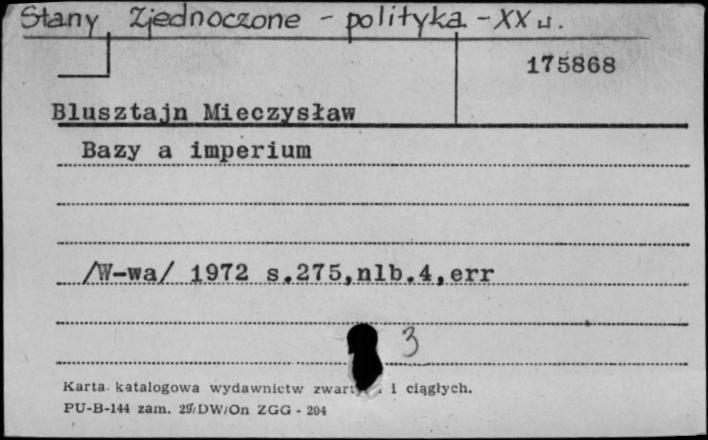 Stany Zjednoczone - polityka - XX w.
175868
Blusztajn Mieczysław
Bazy a imperium
/W-wa/ 1972 s.275,nlb.4,err
3
Karta katalogowa wydawnictw i ciągłych.
PU-B-144 zam. 29/DW/On ZGG - 204